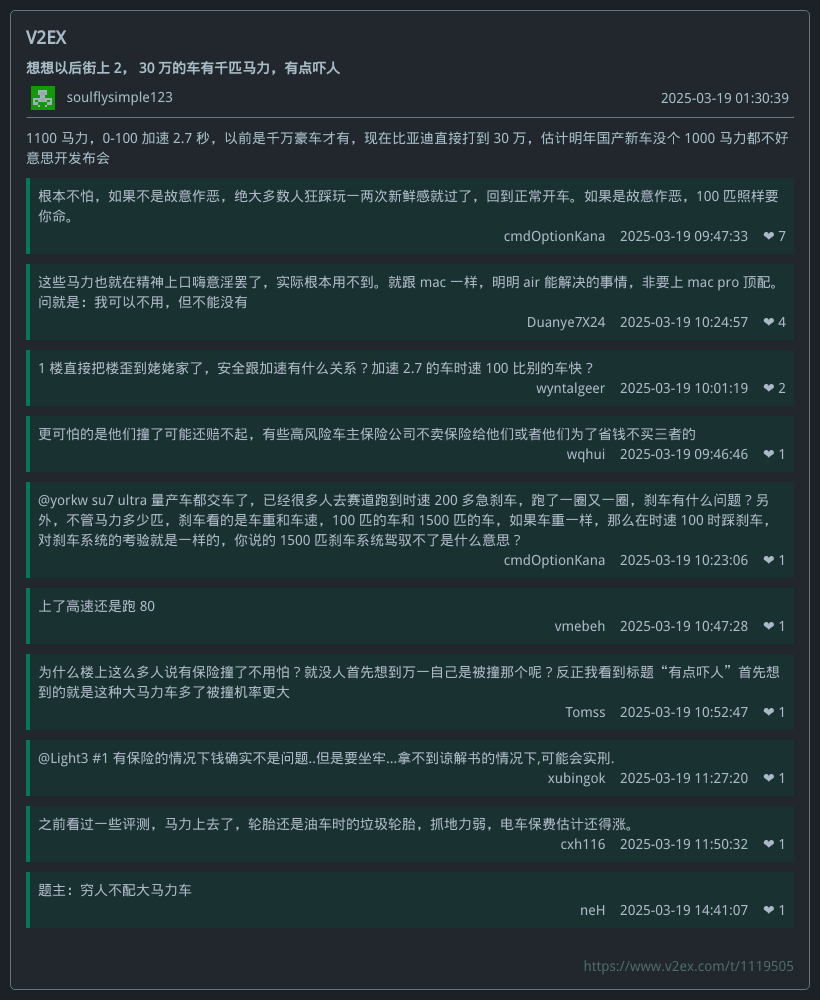 V2EX
想想以后街上 2， 30 万的车有千匹马力，有点吓人
soulflysimple123 2025-03-19 01:30:39
1100 马力，0-100 加速 2.7 秒，以前是千万豪车才有，现在比亚迪直接打到 30 万，估计明年国产新车没个 1000 马力都不好
意思开发布会
根本不怕，如果不是故意作恶，绝大多数人狂踩玩一两次新鲜感就过了，回到正常开车。如果是故意作恶，100 匹照样要
你命。
cmdOptionKana 2025-03-19 09:47:33 ❤ 7
这些马力也就在精神上口嗨意淫罢了，实际根本用不到。就跟 mac 一样，明明 air 能解决的事情，非要上 mac pro 顶配。
问就是：我可以不用，但不能没有
Duanye7X24 2025-03-19 10:24:57 ❤ 4
1 楼直接把楼歪到姥姥家了，安全跟加速有什么关系？加速 2.7 的车时速 100 比别的车快？
wyntalgeer 2025-03-19 10:01:19 ❤ 2
更可怕的是他们撞了可能还赔不起，有些高风险车主保险公司不卖保险给他们或者他们为了省钱不买三者的
wqhui 2025-03-19 09:46:46 ❤ 1
@yorkw su7 ultra 量产车都交车了，已经很多人去赛道跑到时速 200 多急刹车，跑了一圈又一圈，刹车有什么问题？另
外，不管马力多少匹，刹车看的是车重和车速，100 匹的车和 1500 匹的车，如果车重一样，那么在时速 100 时踩刹车，
对刹车系统的考验就是一样的，你说的 1500 匹刹车系统驾驭不了是什么意思？
cmdOptionKana 2025-03-19 10:23:06 ❤ 1
上了高速还是跑 80
vmebeh 2025-03-19 10:47:28 ❤ 1
为什么楼上这么多人说有保险撞了不用怕？就没人首先想到万一自己是被撞那个呢？反正我看到标题“有点吓人”首先想
到的就是这种大马力车多了被撞机率更大
Tomss 2025-03-19 10:52:47 ❤ 1
@Light3 #1 有保险的情况下钱确实不是问题..但是要坐牢...拿不到谅解书的情况下,可能会实刑.
xubingok 2025-03-19 11:27:20 ❤ 1
之前看过一些评测，马力上去了，轮胎还是油车时的垃圾轮胎，抓地力弱，电车保费估计还得涨。
cxh116 2025-03-19 11:50:32 ❤ 1
题主：穷人不配大马力车
neH 2025-03-19 14:41:07 ❤ 1
https://www.v2ex.com/t/1119505